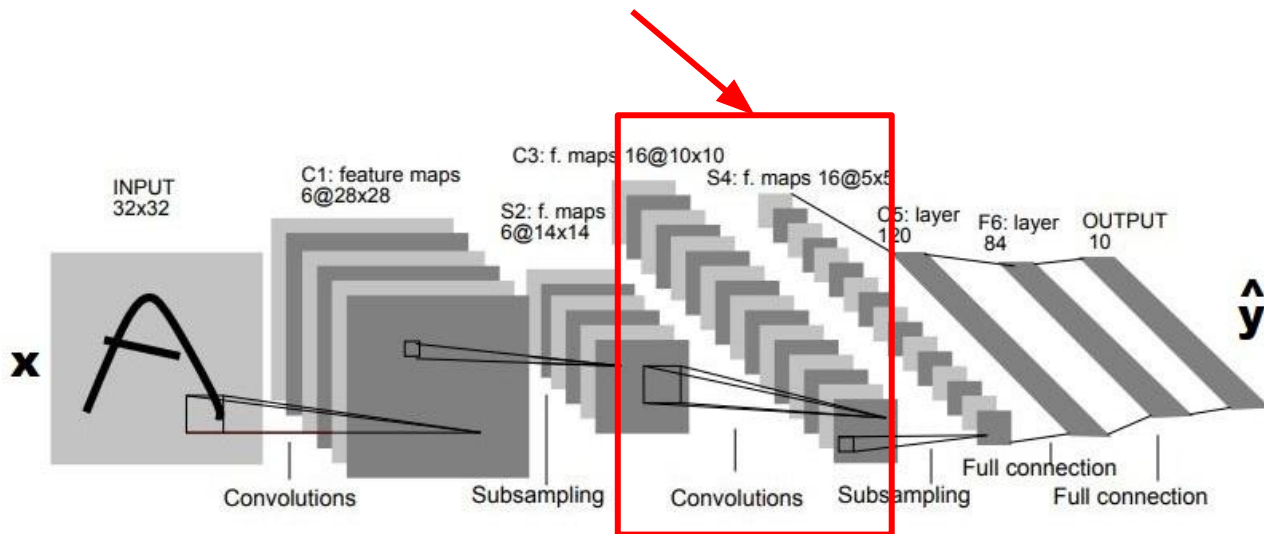 C3: f. maps 16@10x10
C1: feature maps
6@28x28
S4: f. maps 16@5x5
INPUT
32x32
S2: f. maps
6@14x14
C5: layer
120
F6: layer
84
OUTPUT
10
x
ŷ
Convolutions
Subsampling
Convolutions
Subsampling
Full connection
Full connection